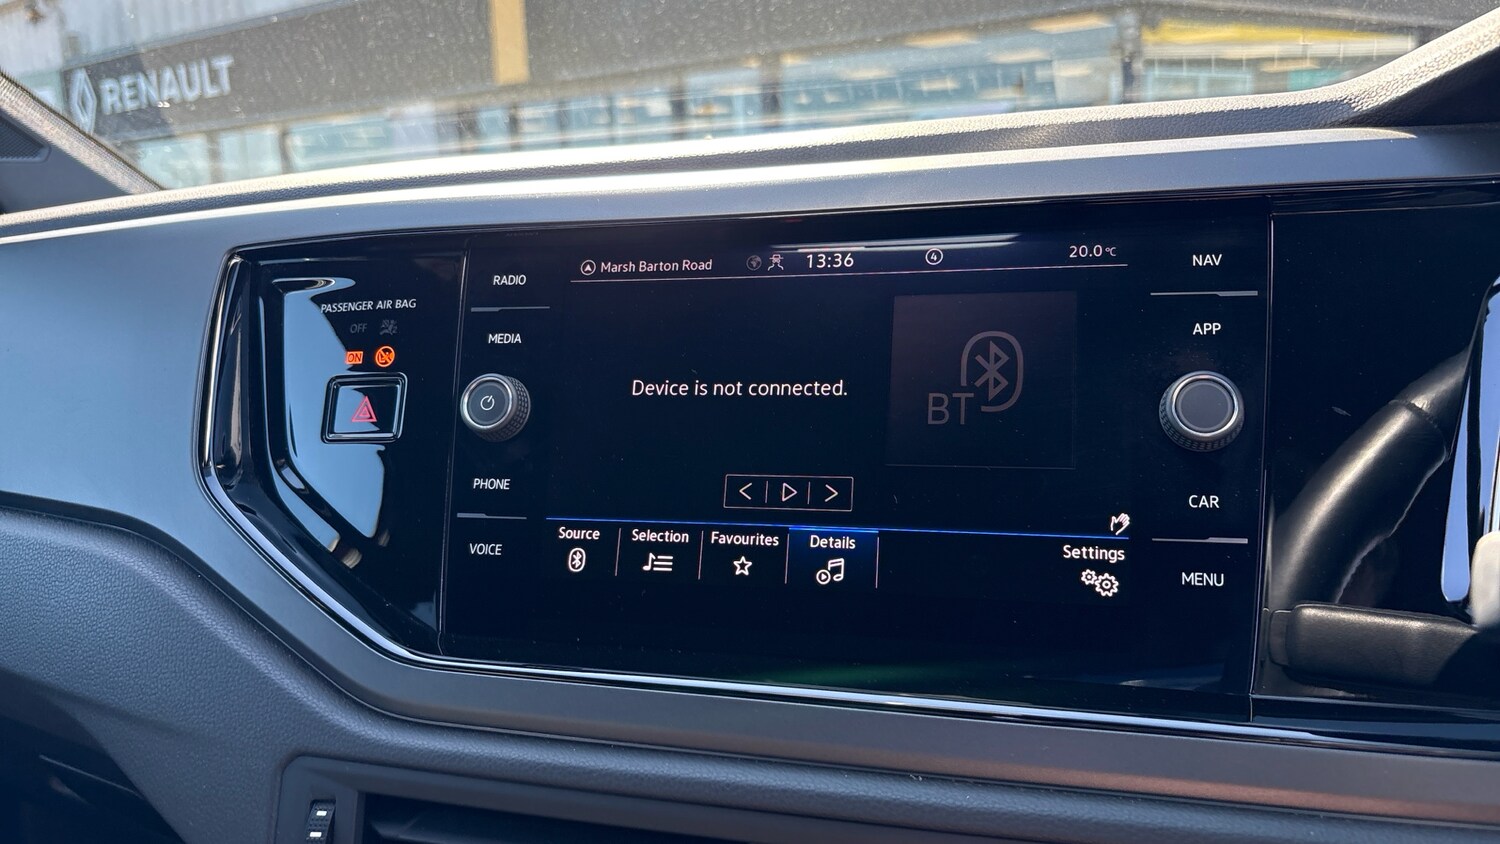 RENAULT
PASSENGER AIR BAG
OFF
ON
RADIO
MEDIA
PHONE
VOICE
Marsh Barton Road
13:36
4
20.0°C
Device is not connected.
BT
Source
Selection
Favourites
Details
Settings
NAV
APP
CAR
MENU